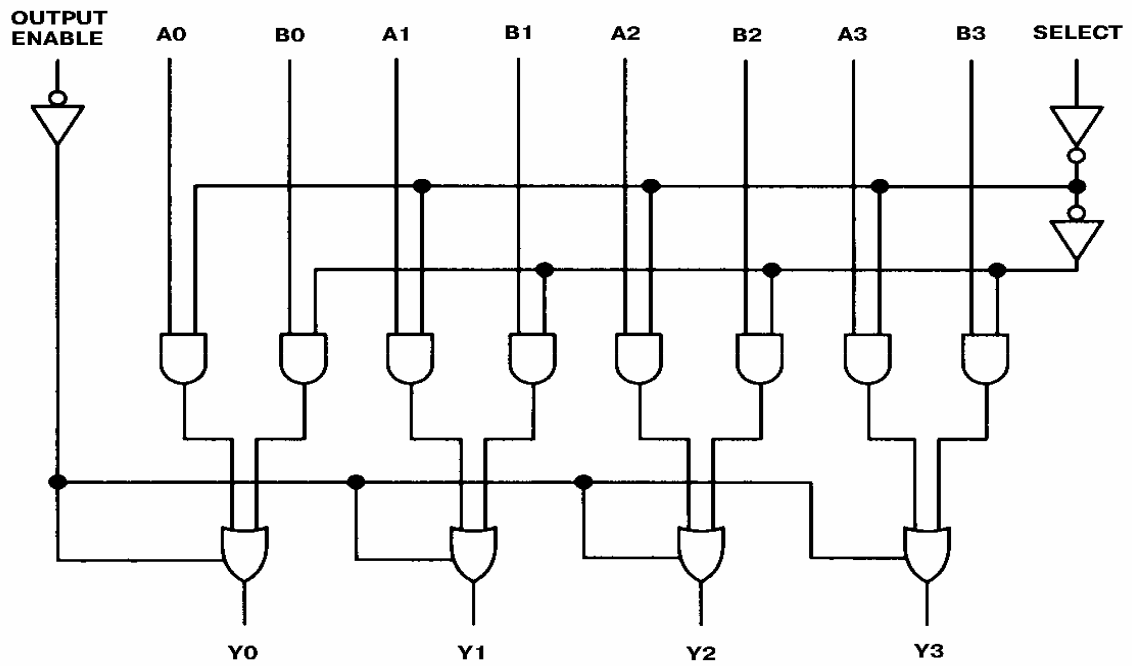 OUTPUT
ENABLE
A0
B0
A1
B1
A2
B2
A3
B3
SELECT
Y0
Y1
Y2
Y3